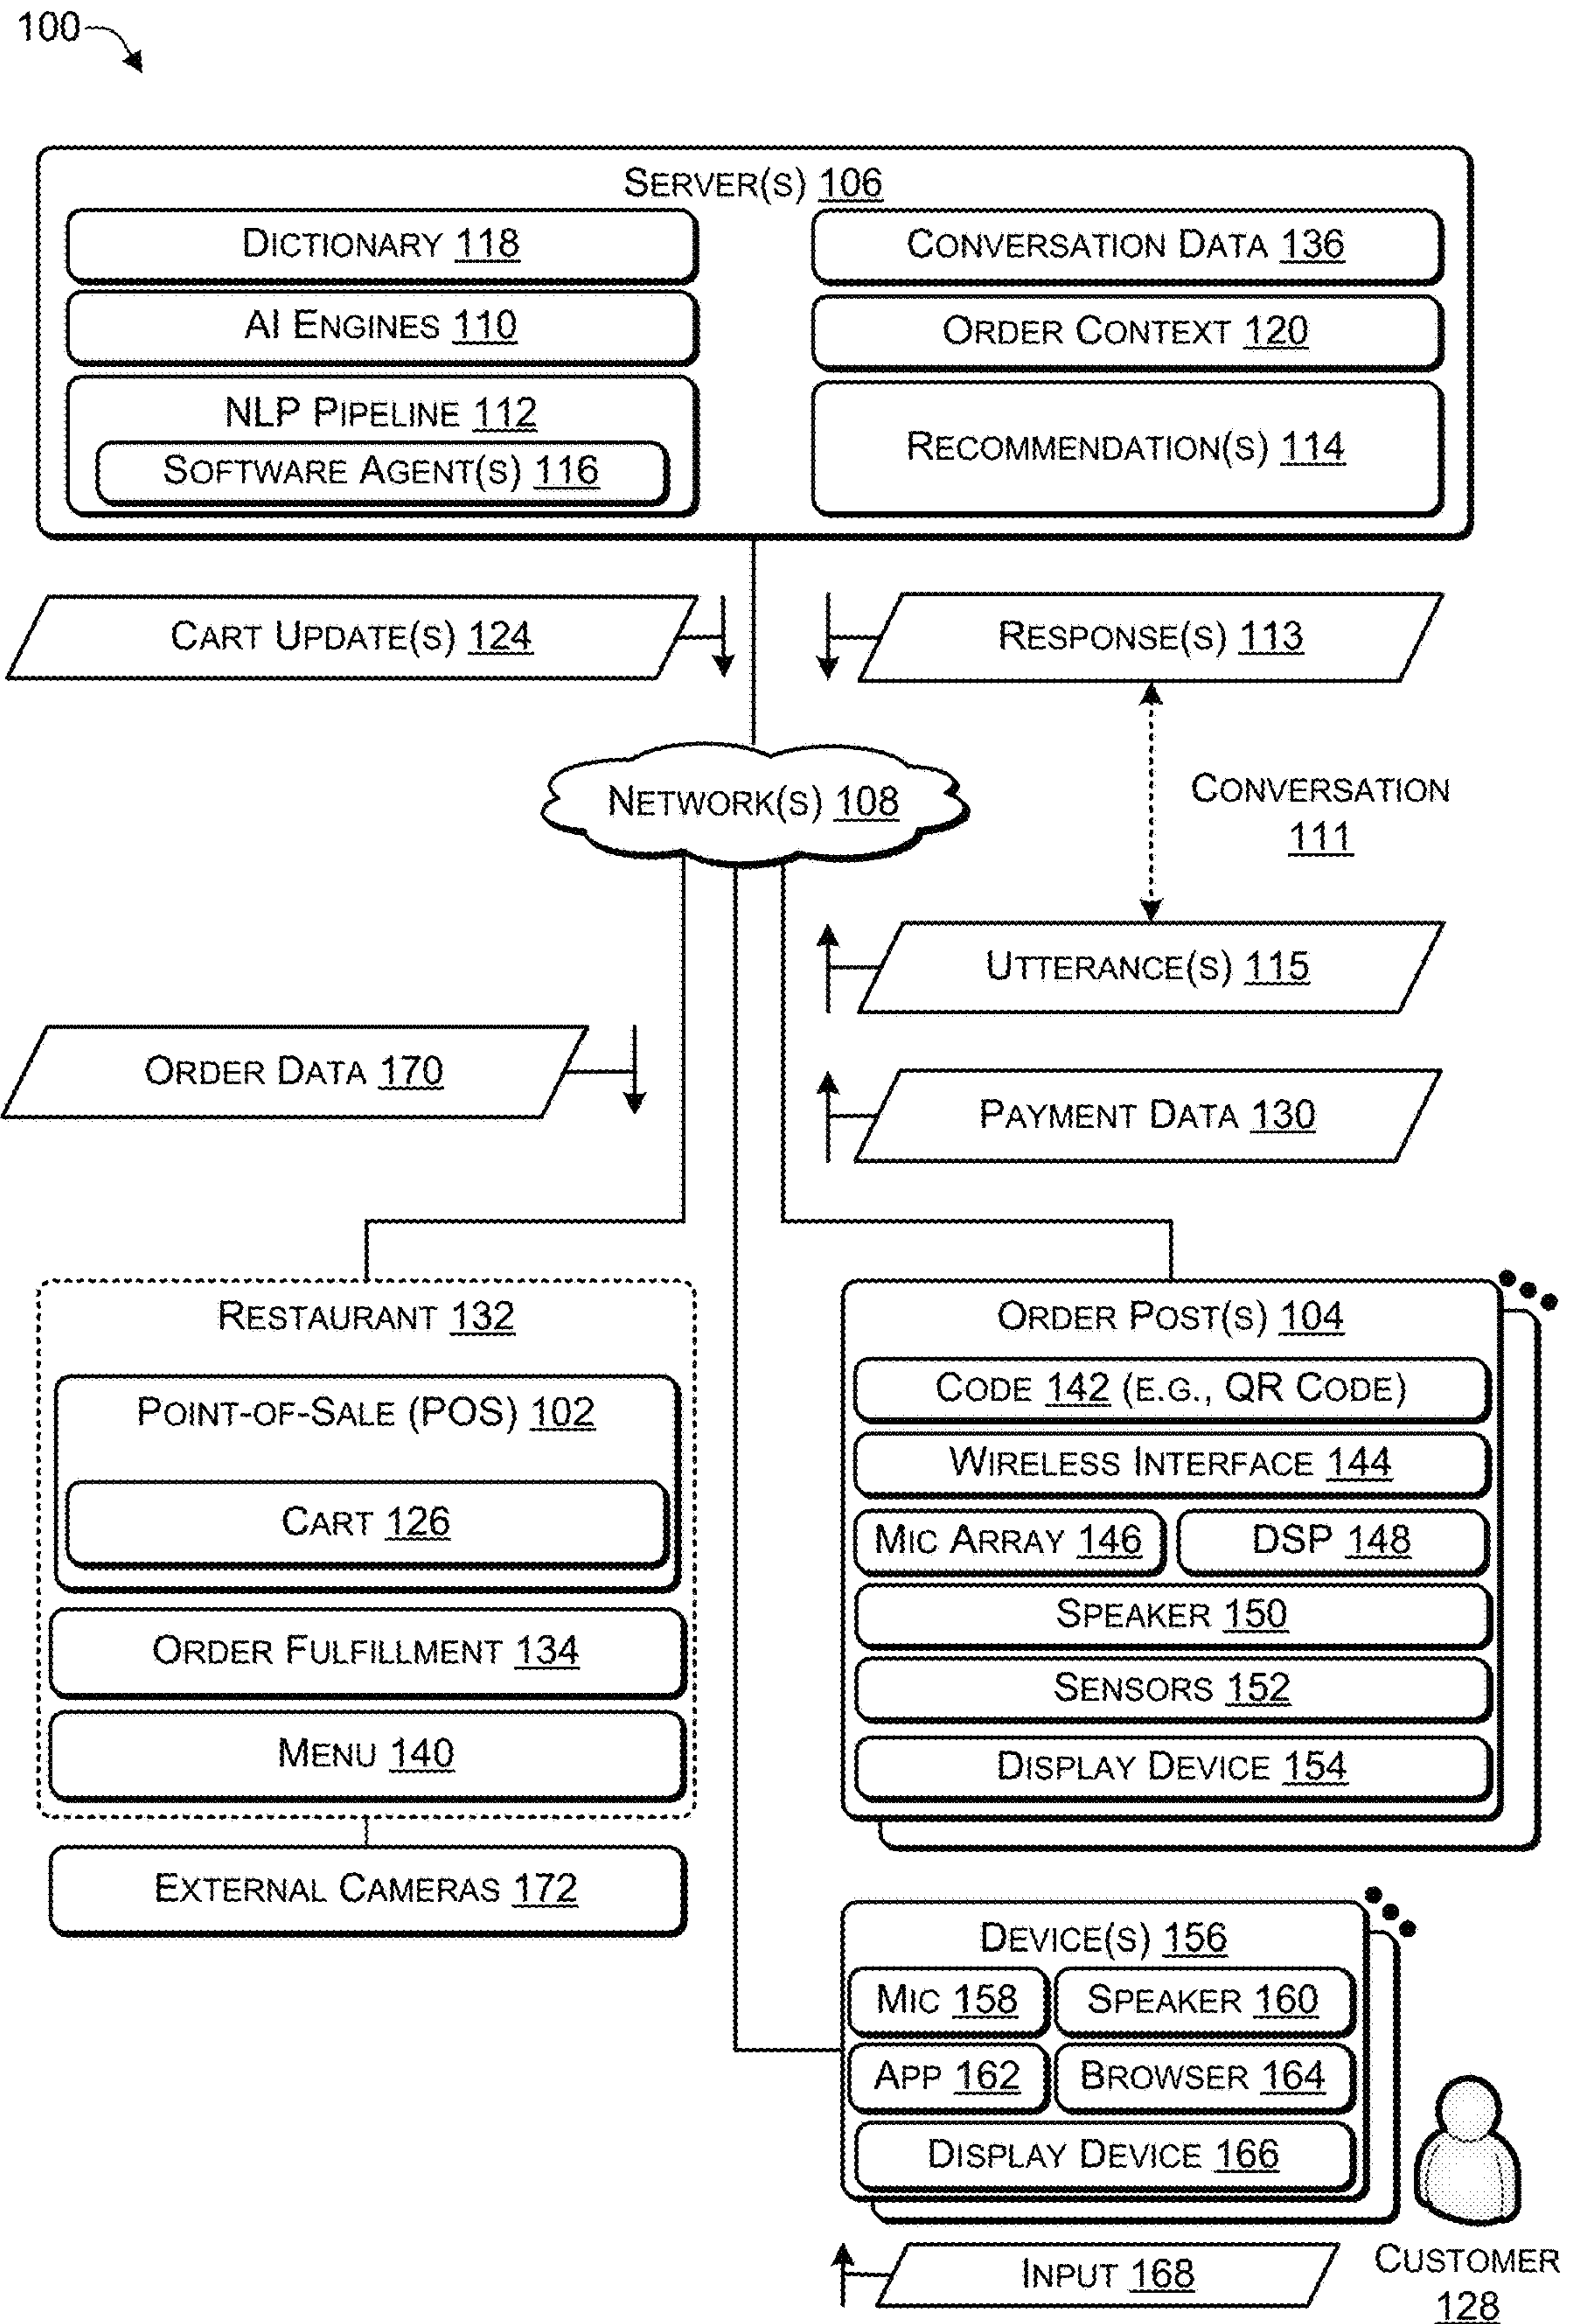 100
SERVER(S) 106
DICTIONARY 118
AI ENGINES 110
NLP PIPELINE 112
SOFTWARE AGENT(S) 116
CONVERSATION DATA 136
ORDER CONTEXT 120
RECOMMENDATION(S) 114
CART UPDATE(S) 124
RESPONSE(S) 113
NETWORK(S) 108
CONVERSATION
111
UTTERANCE(S) 115
ORDER DATA 170
PAYMENT DATA 130
RESTAURANT 132
POINT-OF-SALE (POS) 102
CART 126
ORDER FULFILLMENT 134
MENU 140
EXTERNAL CAMERAS 172
ORDER POST(S) 104
CODE 142 (E.G., QR CODE)
WIRELESS INTERFACE 144
MIC ARRAY 146
DSP 148
SPEAKER 150
SENSORS 152
DISPLAY DEVICE 154
DEVICE(S) 156
MIC 158
SPEAKER 160
APP 162
BROWSER 164
DISPLAY DEVICE 166
INPUT 168
CUSTOMER
128